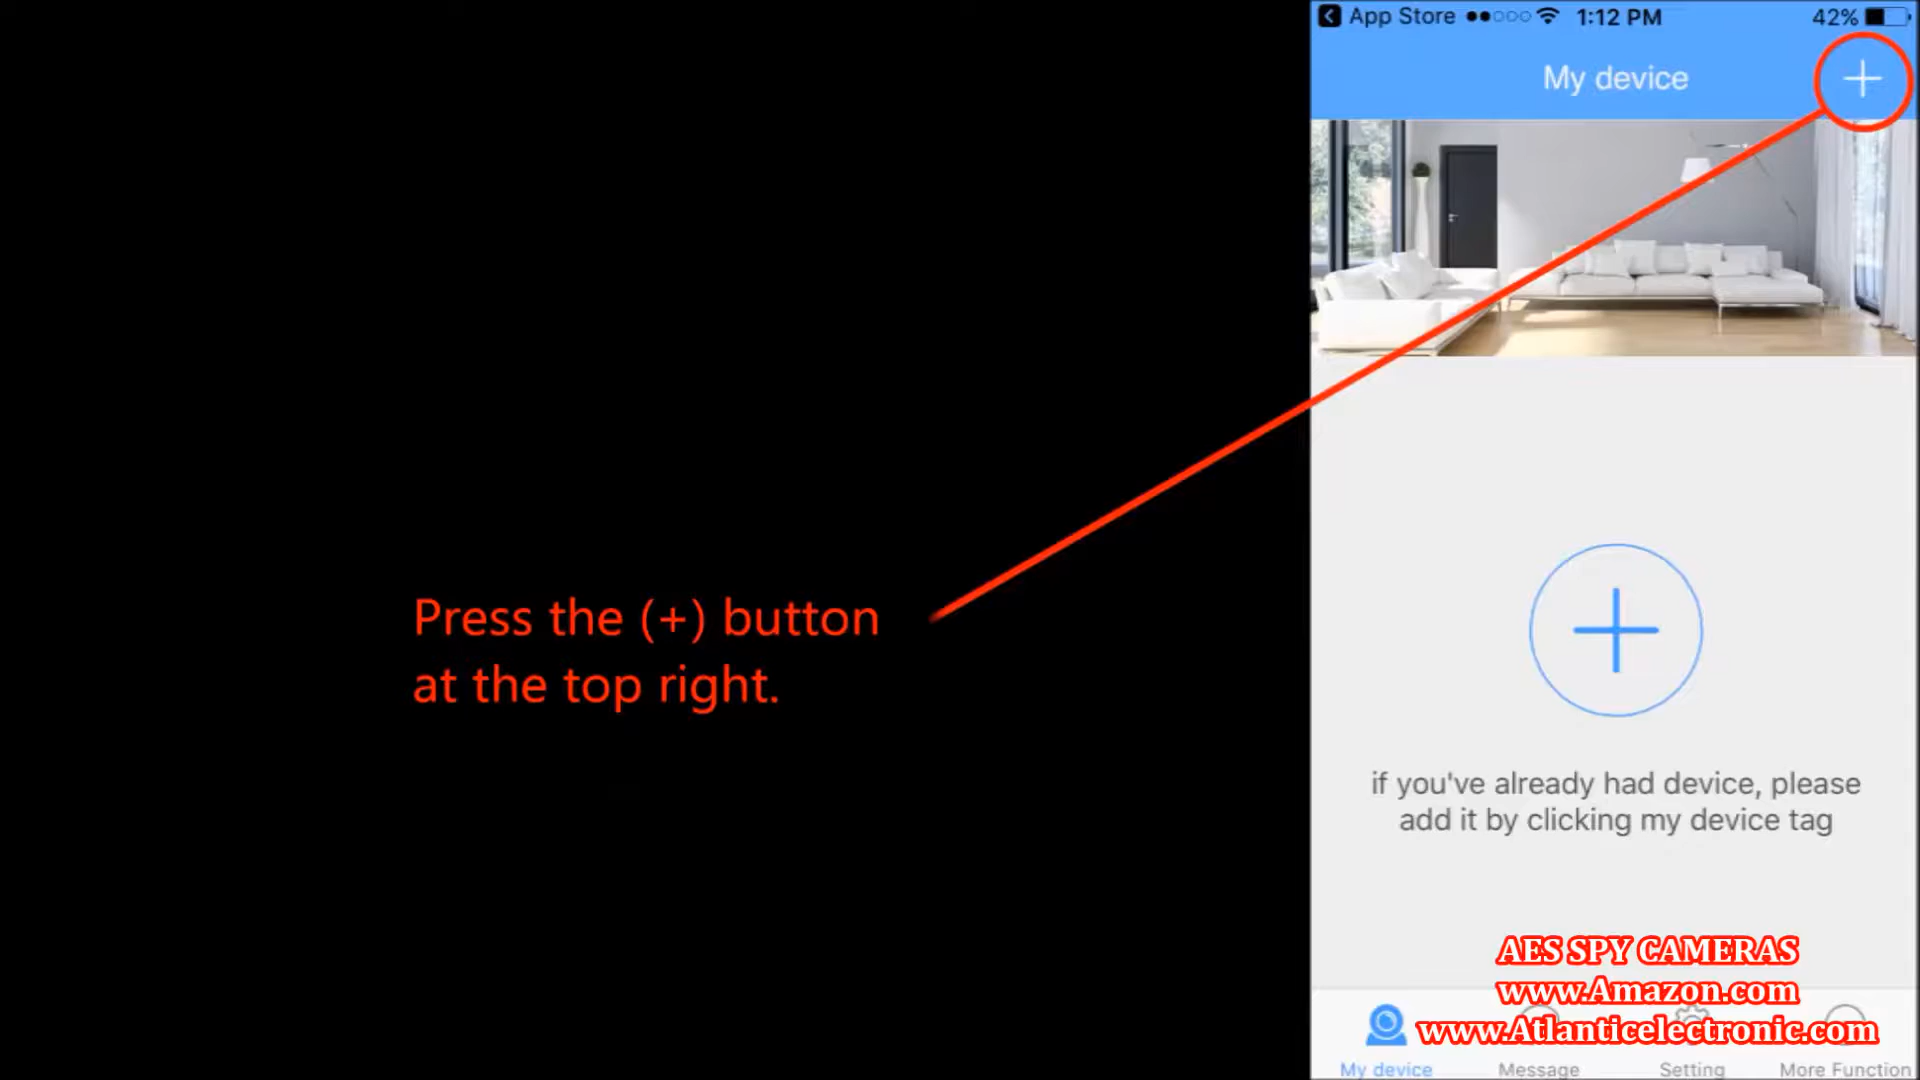 App Store 1:12 PM 42%
My device
Press the (+) button
at the top right.
if you've already had device, please
add it by clicking my device tag
AES SPY CAMERAS
www.Amazon.com
www.Atlanticelectronic.com
My device Message Setting More Function